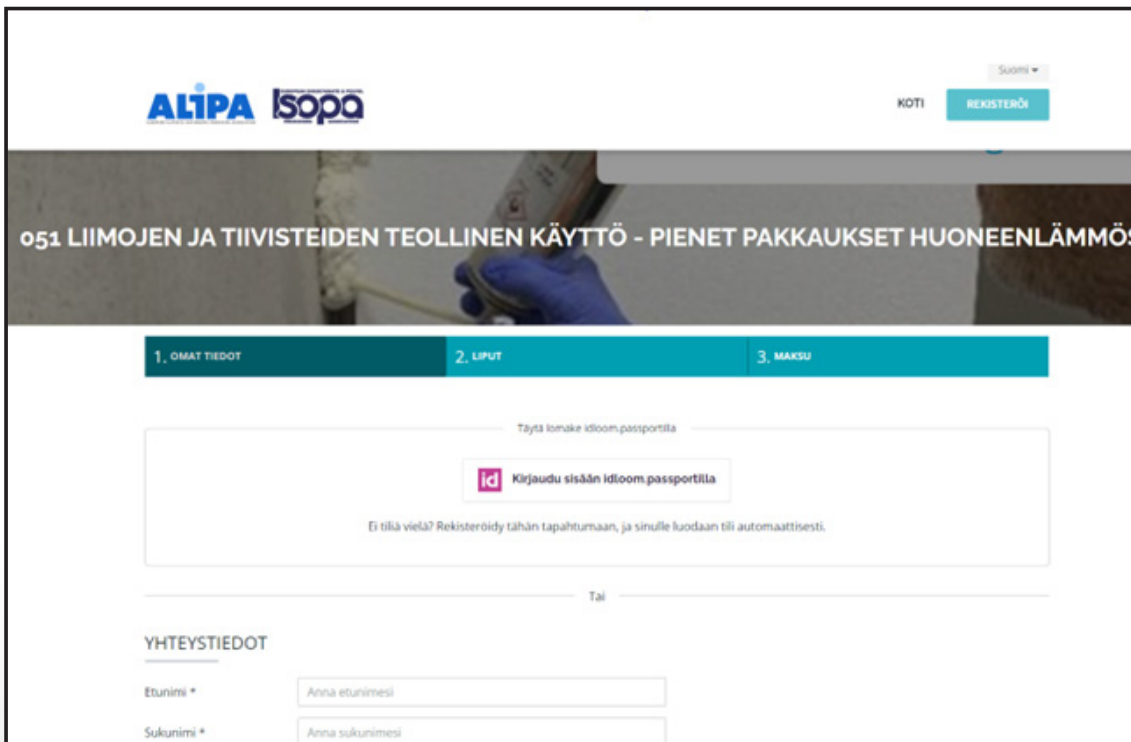 Suomi
ALIPA
ISOPA
KOTI
REKISTERÖI
051 LIIMOJEN JA TIIVISTEIDEN TEOLLINEN KÄYTTÖ - PIENET PAKKAUKSET HUONEENLÄMMÖS
1. OMAT TIEDOT
2. LIPUT
3. MAKSU
Täytä lomake idloom.passportilla
id Kirjaudu sisään idloom.passportilla
Ei tiliä vielä? Rekisteröidy tähän tapahtumaan, ja sinulle luodaan tili automaattisesti.
Tai
YHTEYSTIEDOT
Etunimi * Anna etunimesi
Sukunimi * Anna sukunimesi